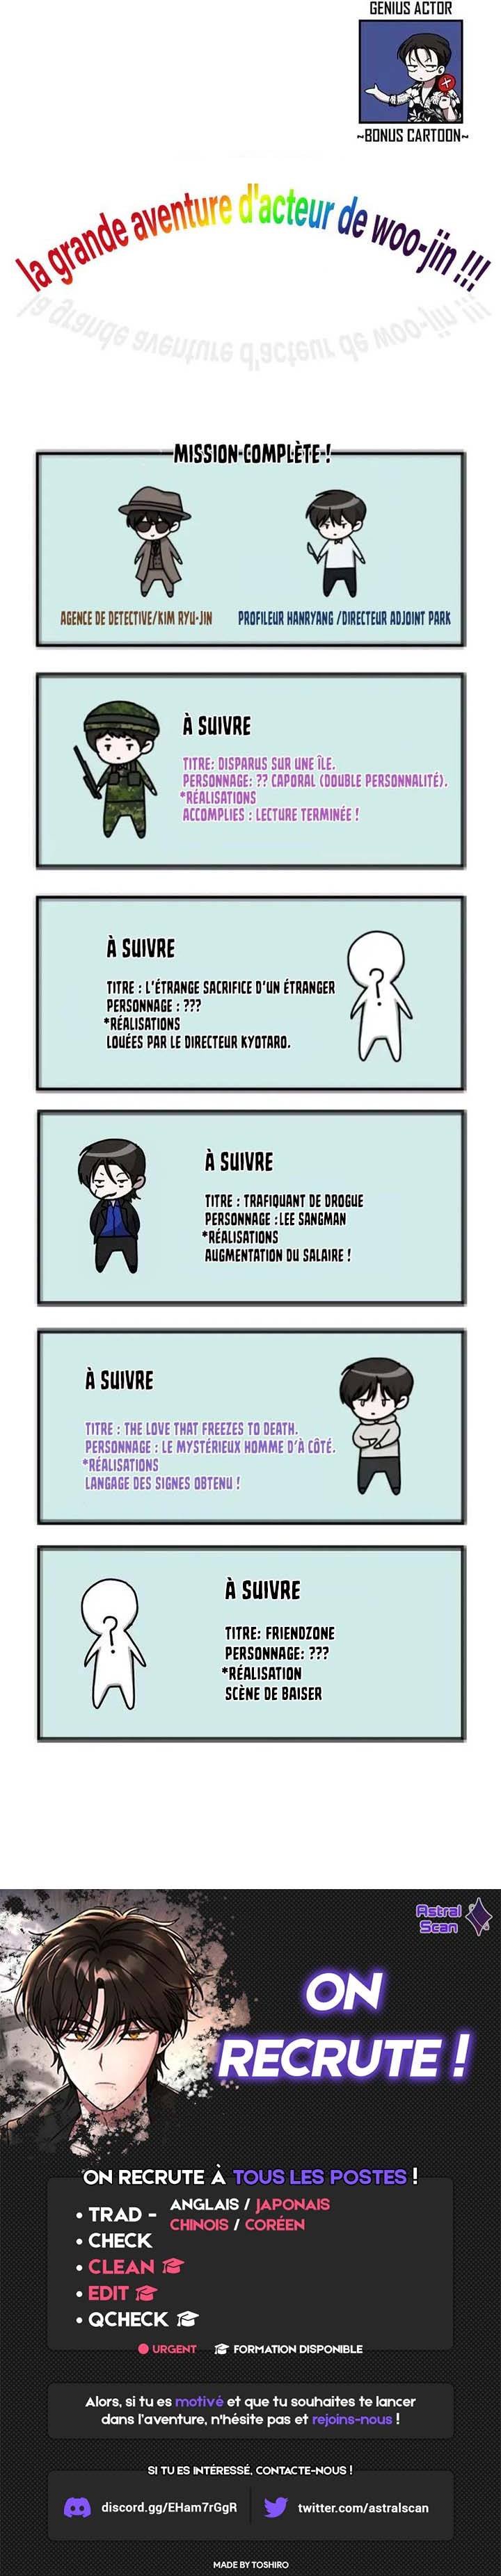 GENIUS ACTOR
~BONUS CARTOON~
la grande aventure d'acteur de woo-jin !!!
MISSION COMPLÈTE !
AGENCE DE DETECTIVE/KIM RYU-JIN
PROFILEUR HANRYANG /DIRECTEUR ADJOINT PARK
À SUIVRE
TITRE: DISPARUS SUR UNE ÎLE.
PERSONNAGE: ?? CAPORAL (DOUBLE PERSONNALITÉ).
*RÉALISATIONS
ACCOMPLIES : LECTURE TERMINÉE !
À SUIVRE
TITRE : L'ÉTRANGE SACRIFICE D'UN ÉTRANGER
PERSONNAGE : ???
*RÉALISATIONS
LOUÉES PAR LE DIRECTEUR KYOTARO.
?
À SUIVRE
TITRE : TRAFIQUANT DE DROGUE
PERSONNAGE :LEE SANGMAN
*RÉALISATIONS
AUGMENTATION DU SALAIRE !
À SUIVRE
TITRE : THE LOVE THAT FREEZES TO DEATH.
PERSONNAGE : LE MYSTÉRIEUX HOMME D'À CÔTÉ.
*RÉALISATIONS
LANGAGE DES SIGNES OBTENU !
?
À SUIVRE
TITRE: FRIENDZONE
PERSONNAGE: ???
*RÉALISATION
SCÈNE DE BAISER
Astral
Scan
ON
RECRUTE !
ON RECRUTE À TOUS LES POSTES !
• TRAD - ANGLAIS / JAPONAIS
CHINOIS / CORÉEN
• CHECK
• CLEAN
• EDIT
• QCHECK
URGENT FORMATION DISPONIBLE
Alors, si tu es motivé et que tu souhaites te lancer
dans l'aventure, n'hésite pas et rejoins-nous !
SI TU ES INTÉRESSÉ, CONTACTE-NOUS !
discord.gg/EHam7rGgR
twitter.com/astralscan
MADE BY TOSHIRO